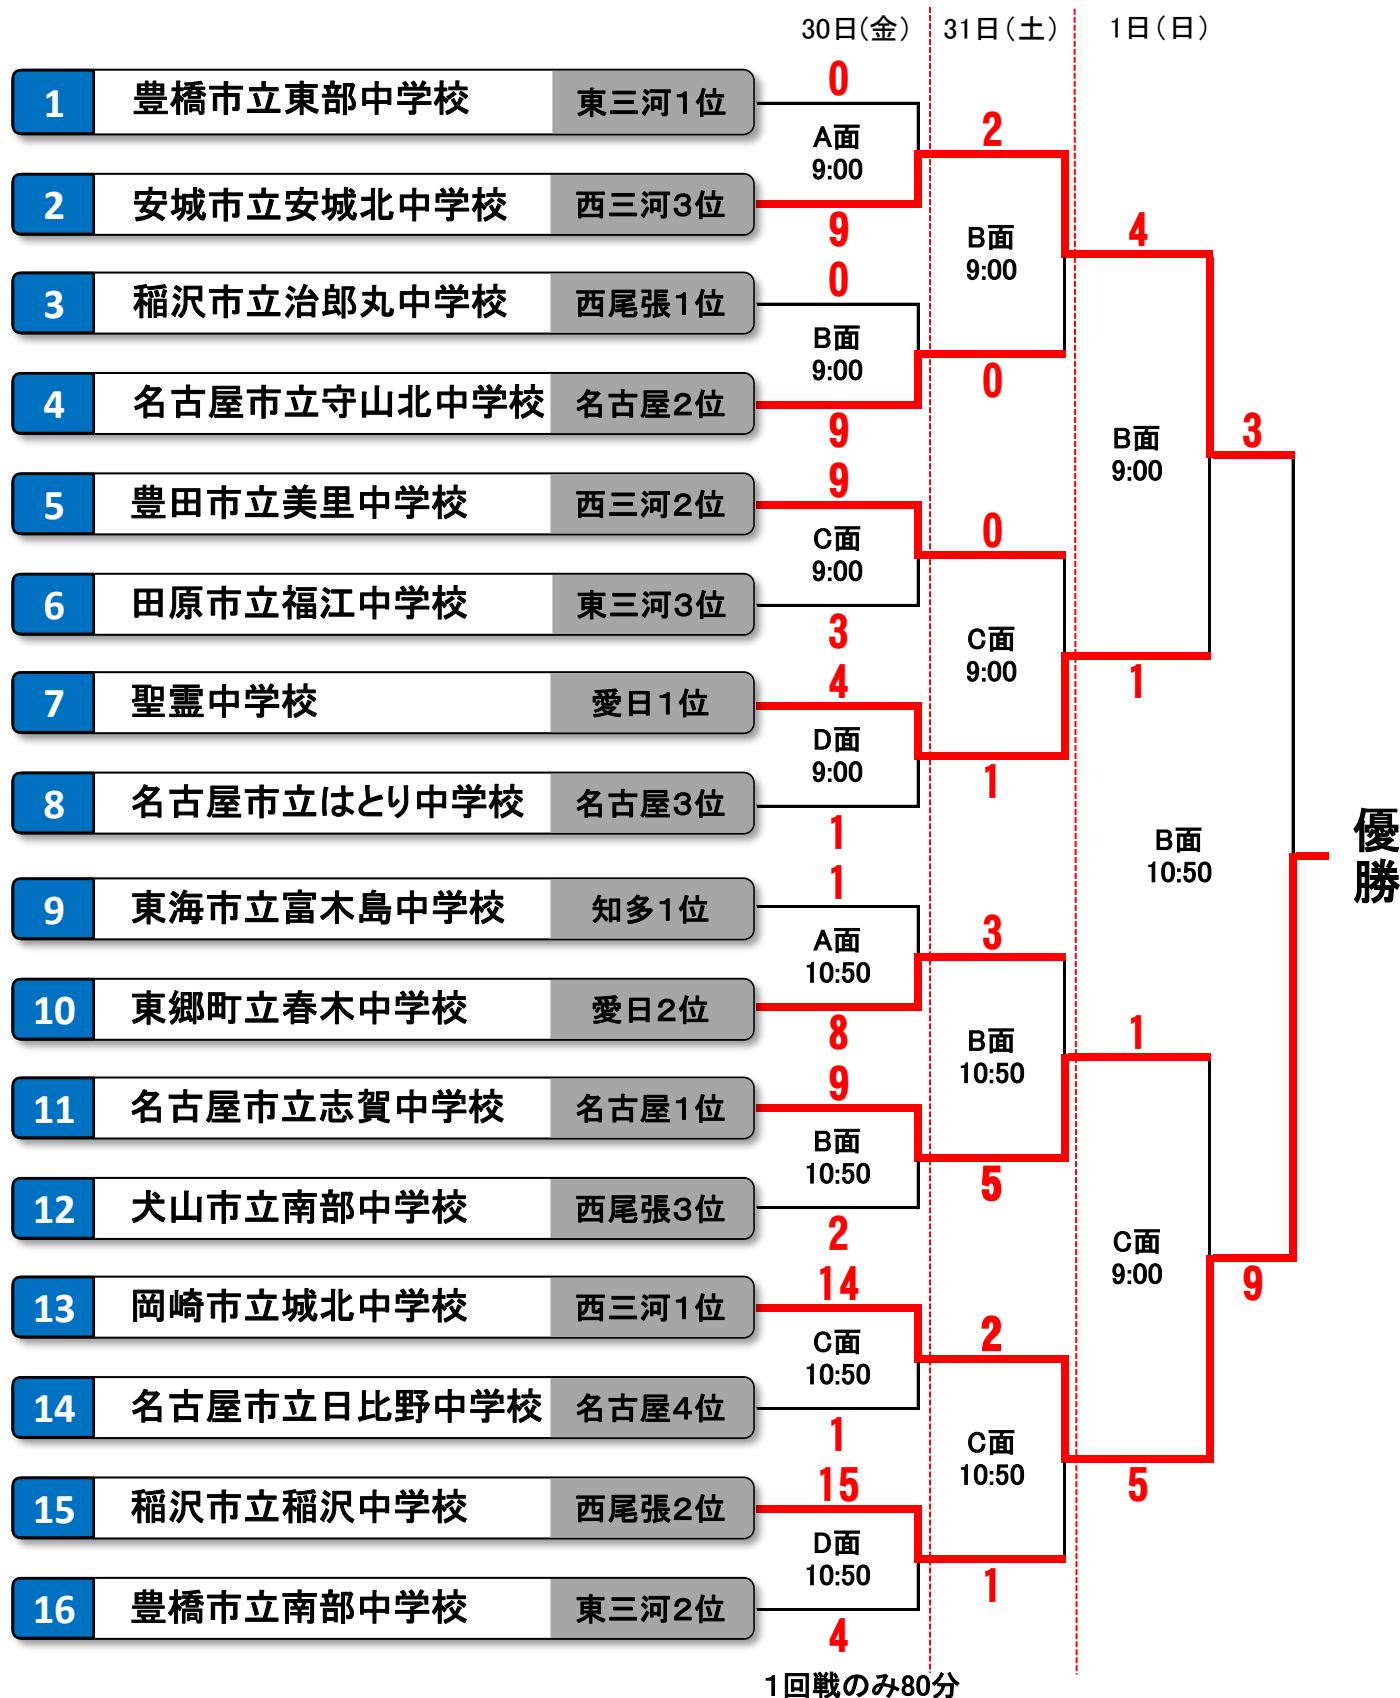 30日(金)
31日(土)
1日(日)
1 豊橋市立東部中学校 東三河1位
2 安城市立安城北中学校 西三河3位
3 稲沢市立治郎丸中学校 西尾張1位
4 名古屋市立守山北中学校 名古屋2位
5 豊田市立美里中学校 西三河2位
6 田原市立福江中学校 東三河3位
7 聖霊中学校 愛日1位
8 名古屋市立はとり中学校 名古屋3位
9 東海市立富木島中学校 知多1位
10 東郷町立春木中学校 愛日2位
11 名古屋市立志賀中学校 名古屋1位
12 犬山市立南部中学校 西尾張3位
13 岡崎市立城北中学校 西三河1位
14 名古屋市立日比野中学校 名古屋4位
15 稲沢市立稲沢中学校 西尾張2位
16 豊橋市立南部中学校 東三河2位
0
A面
9:00
9
0
B面
9:00
9
9
C面
9:00
3
4
D面
9:00
1
1
A面
10:50
8
9
B面
10:50
2
14
C面
10:50
1
15
D面
10:50
4
1回戦のみ80分
2
B面
9:00
0
0
C面
9:00
1
3
B面
10:50
5
2
C面
10:50
1
4
B面
9:00
1
1
C面
9:00
5
3
B面
10:50
9
優勝